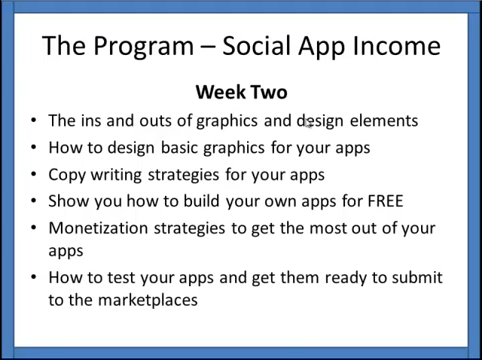 The Program – Social App Income
Week Two
• The ins and outs of graphics and design elements
• How to design basic graphics for your apps
• Copy writing strategies for your apps
• Show you how to build your own apps for FREE
• Monetization strategies to get the most out of your
apps
• How to test your apps and get them ready to submit
to the marketplaces